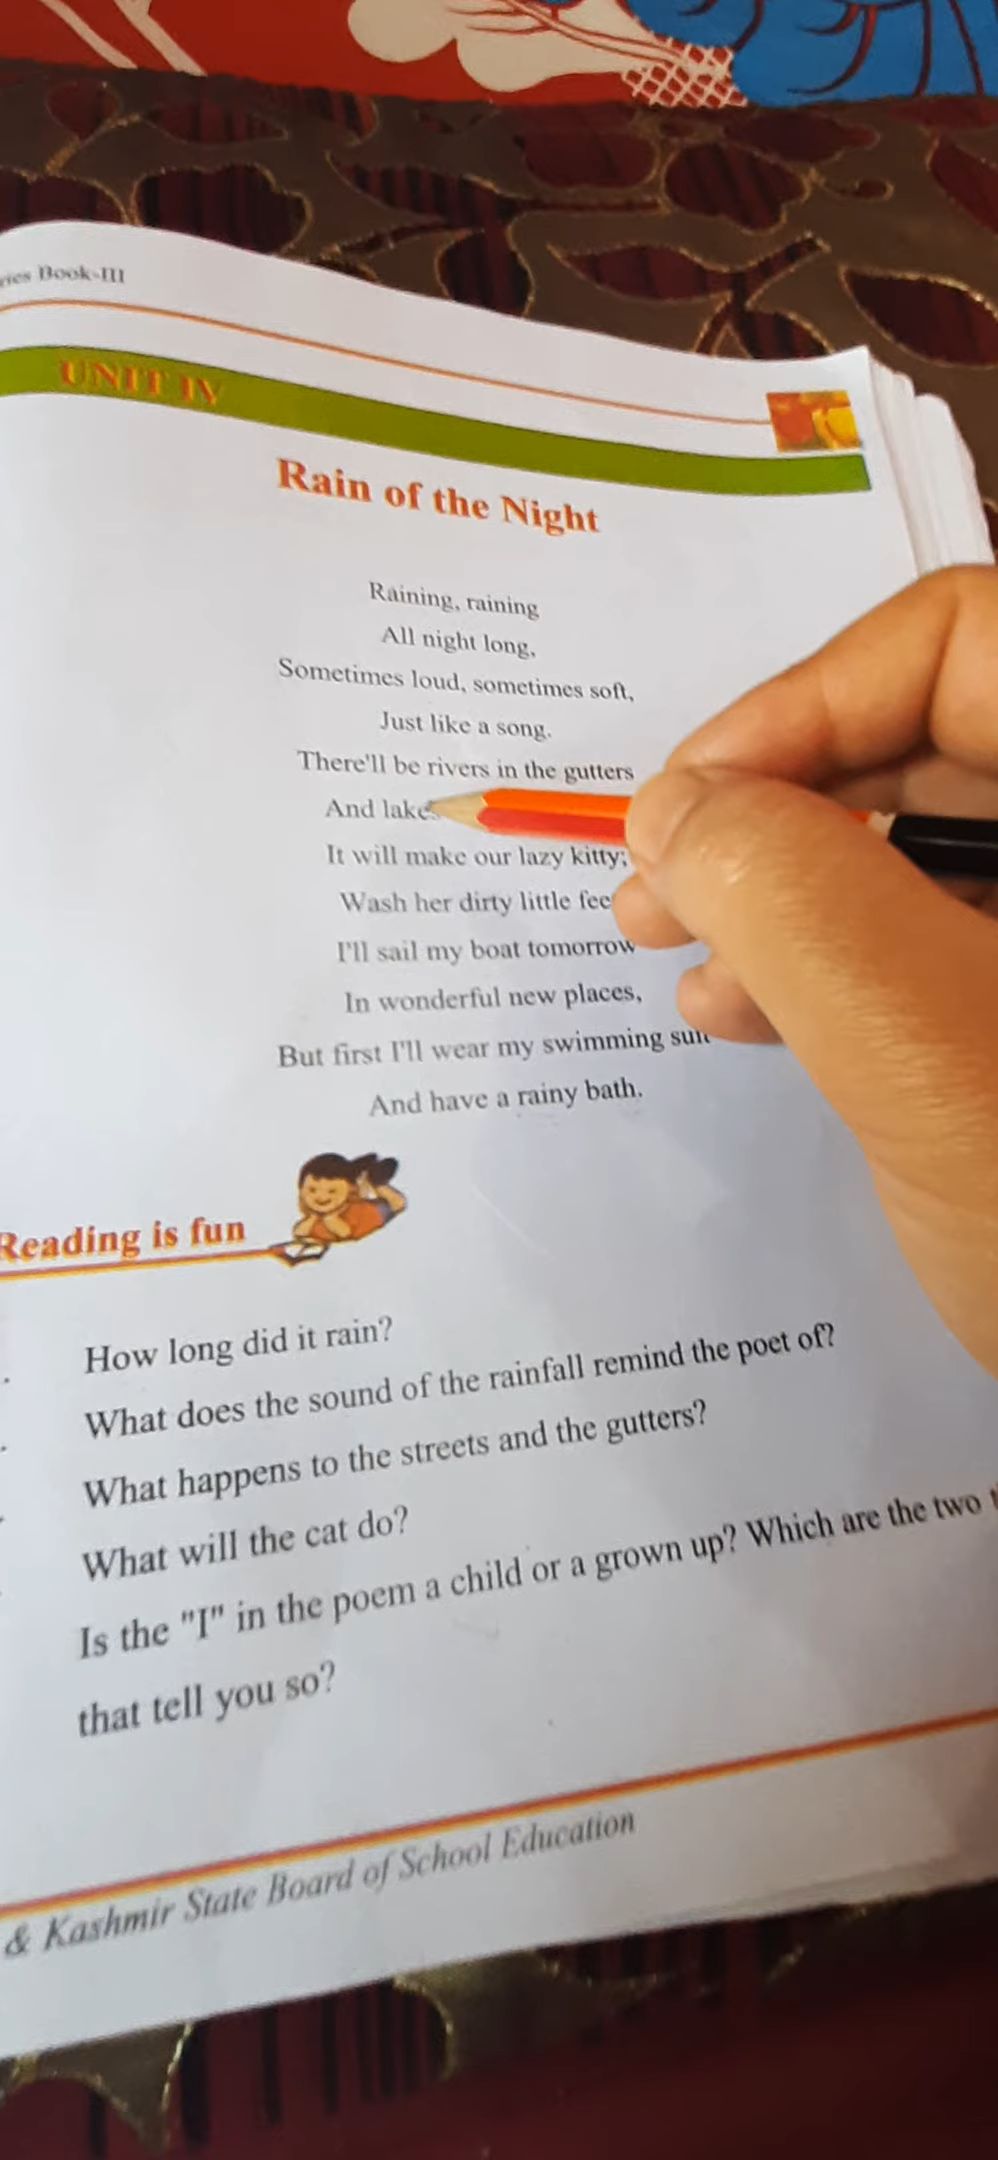 ries Book-III
UNIT IV
Rain of the Night
Raining, raining
All night long,
Sometimes loud, sometimes soft,
Just like a song.
There'll be rivers in the gutters
And lakes
It will make our lazy kitty;
Wash her dirty little fee
I'll sail my boat tomorrow
In wonderful new places,
But first I'll wear my swimming suit
And have a rainy bath.
Reading is fun
How long did it rain?
What does the sound of the rainfall remind the poet of?
What happens to the streets and the gutters?
What will the cat do?
Is the "I" in the poem a child or a grown up? Which are the two
that tell you so?
& Kashmir State Board of School Education